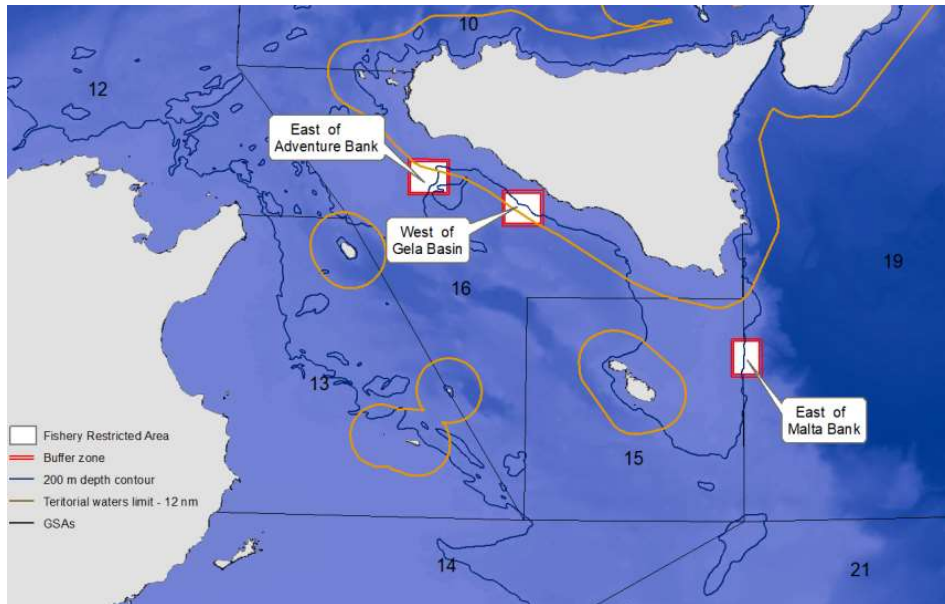 10
12
East of
Adventure Bank
West of
Gela Basin
19
16
13
East of
Malta Bank
15
Fishery Restricted Area
Buffer zone
200 m depth contour
Teritorial waters limit - 12 nm
GSAs
14
21